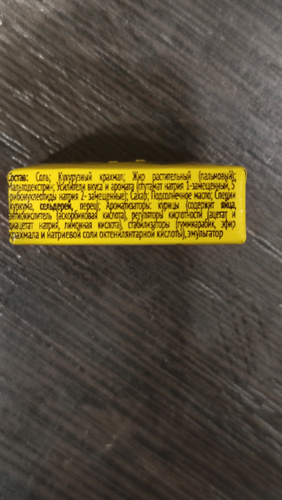 Состав: Соль; Кукурузный крахмал; Жир растительный (пальмовый);
Мальтодекстрин; Усилители вкуса и аромата (глутамат натрия 1-замещенный, 5'
рибонуклеотиды натрия 2- замещенные); Сахар; Подсолнечное масло; Специи
(куркума, сельдерей, перец); Ароматизаторы: курицы (содержит яйца,
антиокислитель (аскорбиновая кислота), регуляторы кислотности (ацетат и
диацетат натрия, лимонная кислота), стабилизаторы (гуммиарабик, эфир
крахмала и натриевой соли октенилянтарной кислоты), эмульгатор